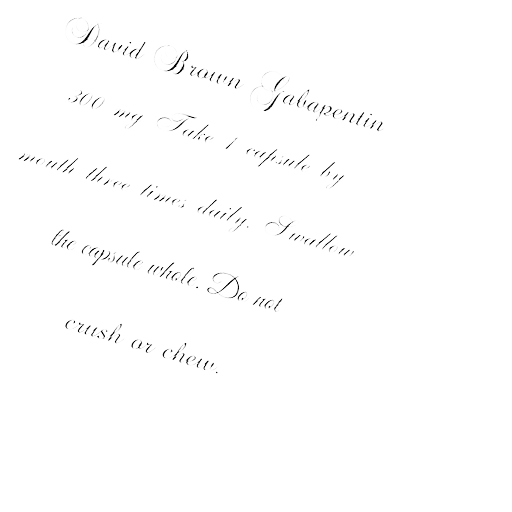 David Brown Gabapentin
300 mg Take 1 capsule by
mouth three times daily. Swallow
the capsule whole. Do not
crush or chew.